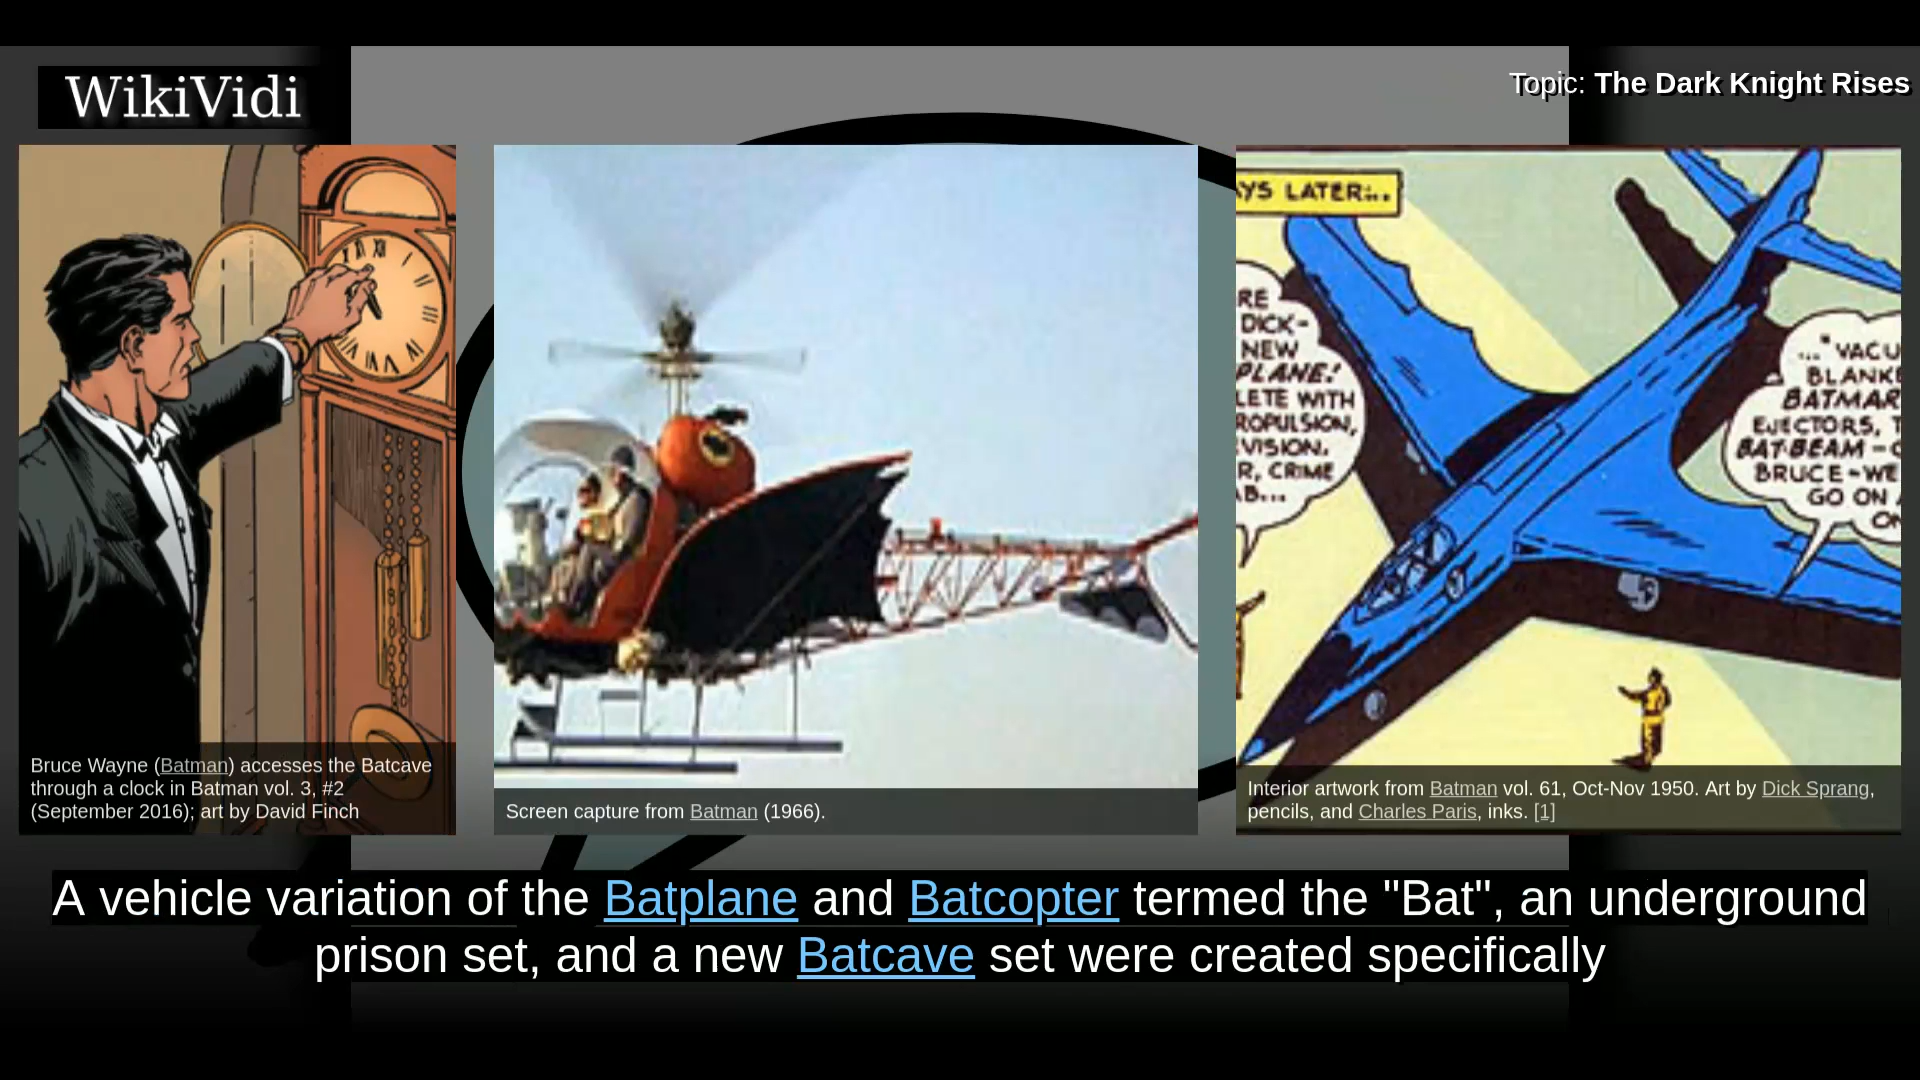 WikiVidi
Topic: The Dark Knight Rises
Bruce Wayne (Batman) accesses the Batcave
through a clock in Batman vol. 3, #2
(September 2016); art by David Finch
Screen capture from Batman (1966).
YS LATER...
RE
DICK-
NEW
PLANE!
LETE WITH
ROPULSION,
VISION.
R, CRIME
AB...
..." VACU
BLANKE
BATMAR
EJECTORS, T
BAT-BEAM - O
BRUCE - WE
GO ON A
ON
Interior artwork from Batman vol. 61, Oct-Nov 1950. Art by Dick Sprang,
pencils, and Charles Paris, inks. [1]
A vehicle variation of the Batplane and Batcopter termed the "Bat", an underground
prison set, and a new Batcave set were created specifically